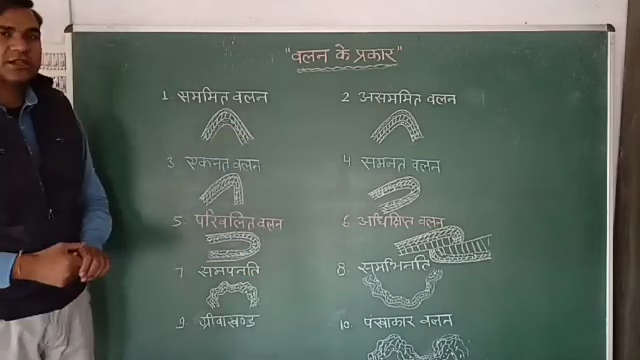 "वलन के प्रकार"
1. सममित वलन
2 असममित वलन
3. एकनत वलन
4 समनत वलन
5. परिवलित वलन
6 अधिक्षिप्त वलन
7 समपनति
8. समभिनति
9. ग्रीवाखण्ड
10. पंखाकार वलन